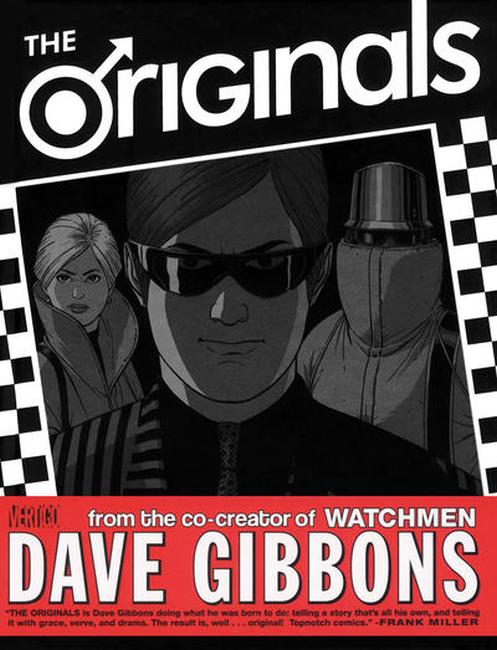 THE
Originals
VERTIGO
from the co-creator of WATCHMEN
DAVE GIBBONS
"THE ORIGINALS is Dave Gibbons doing what he was born to do: telling a story that's all his own, and telling
it with grace, verve, and drama. The result is, well . . . original! Topnotch comics." -FRANK MILLER